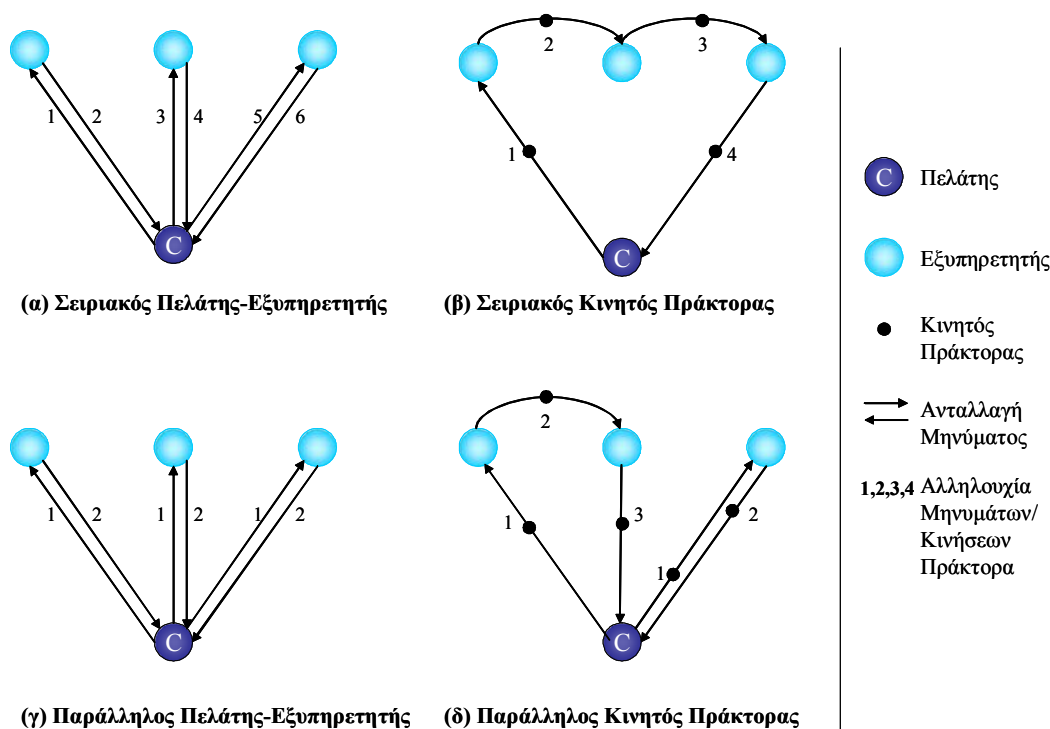 1
2
3
4
5
6
C
(α) Σειριακός Πελάτης-Εξυπηρετητής
2
3
1
4
C
(β) Σειριακός Κινητός Πράκτορας
1
2
1
2
1
2
C
(γ) Παράλληλος Πελάτης-Εξυπηρετητής
2
1
3
1
2
C
(δ) Παράλληλος Κινητός Πράκτορας
C Πελάτης
Εξυπηρετητής
Κινητός
Πράκτορας
Ανταλλαγή
Μηνύματος
1,2,3,4 Αλληλουχία
Μηνυμάτων/
Κινήσεων
Πράκτορα